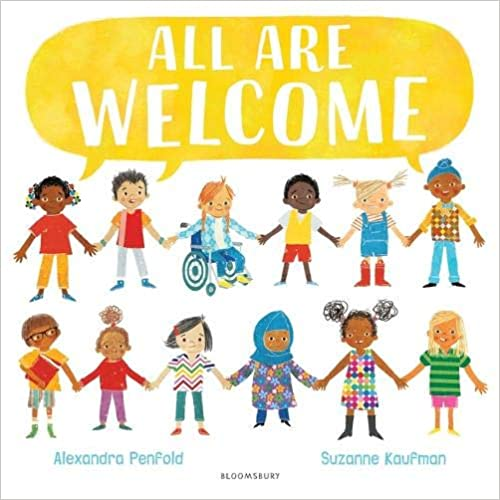 ALL ARE
WELCOME
Alexandra Penfold
Suzanne Kaufman
BLOOMSBURY